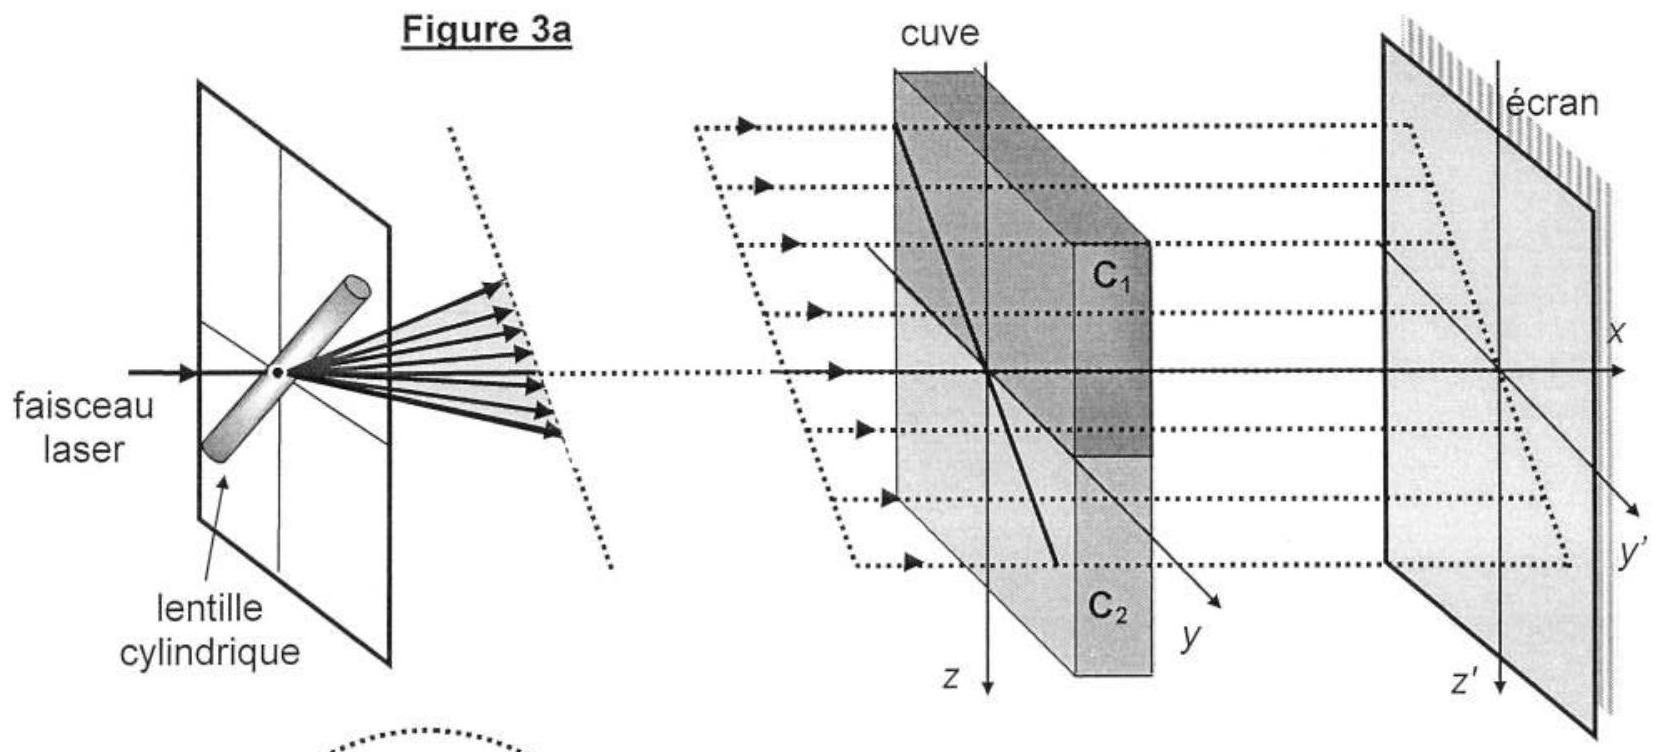 Figure 3a
cuve
écran
C₁
x
faisceau
laser
y'
C₂
lentille
cylindrique
y
z
z'